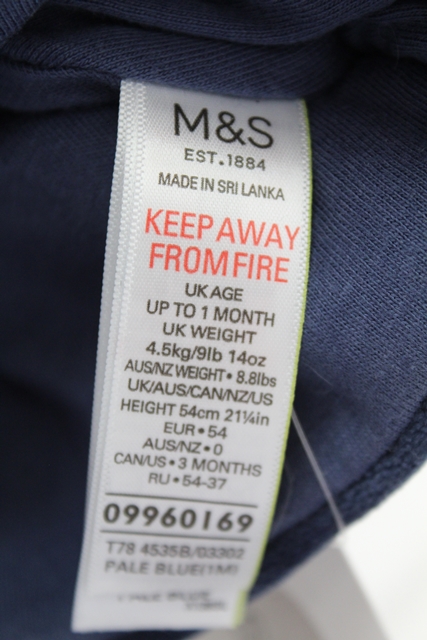 M&S
EST.1884
MADE IN SRI LANKA
KEEP AWAY
FROM FIRE
UK AGE
UP TO 1 MONTH
UK WEIGHT
4.5kg/9lb 14oz
AUS/NZ WEIGHT • 8.8lbs
UK/AUS/CAN/NZ/US
HEIGHT 54cm 21¼in
EUR • 54
AUS/NZ • 0
CAN/US • 3 MONTHS
RU • 54-37
09960169
T78 4535B/03302
PALE BLUE(1M)